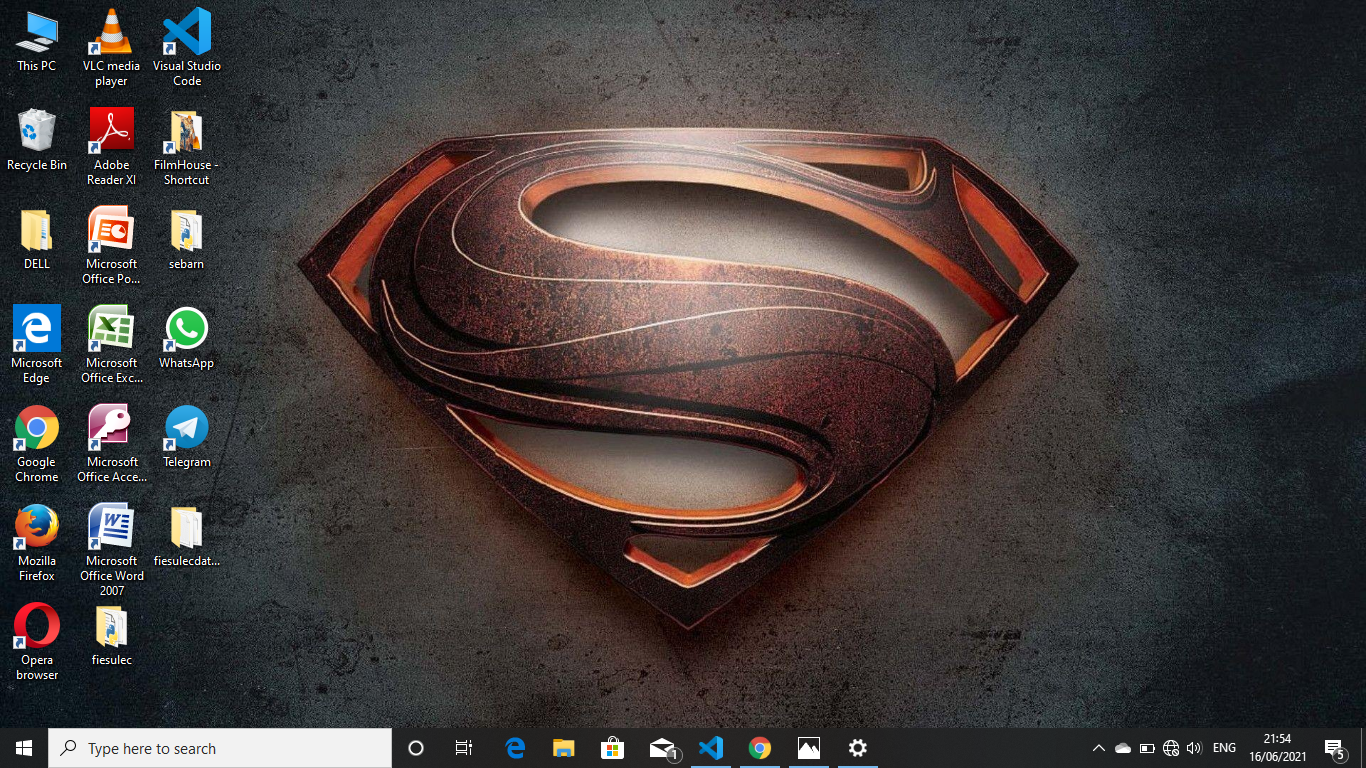 This PC
VLC media
player
Visual Studio
Code
Recycle Bin
Adobe
Reader XI
FilmHouse -
Shortcut
DELL
Microsoft
Office Po...
sebarn
Microsoft
Edge
Microsoft
Office Exc...
WhatsApp
Google
Chrome
Microsoft
Office Acce...
Telegram
Mozilla
Firefox
Microsoft
Office Word
2007
fiesulecdat...
Opera
browser
fiesulec
Type here to search
1
ENG
21:54
16/06/2021
5